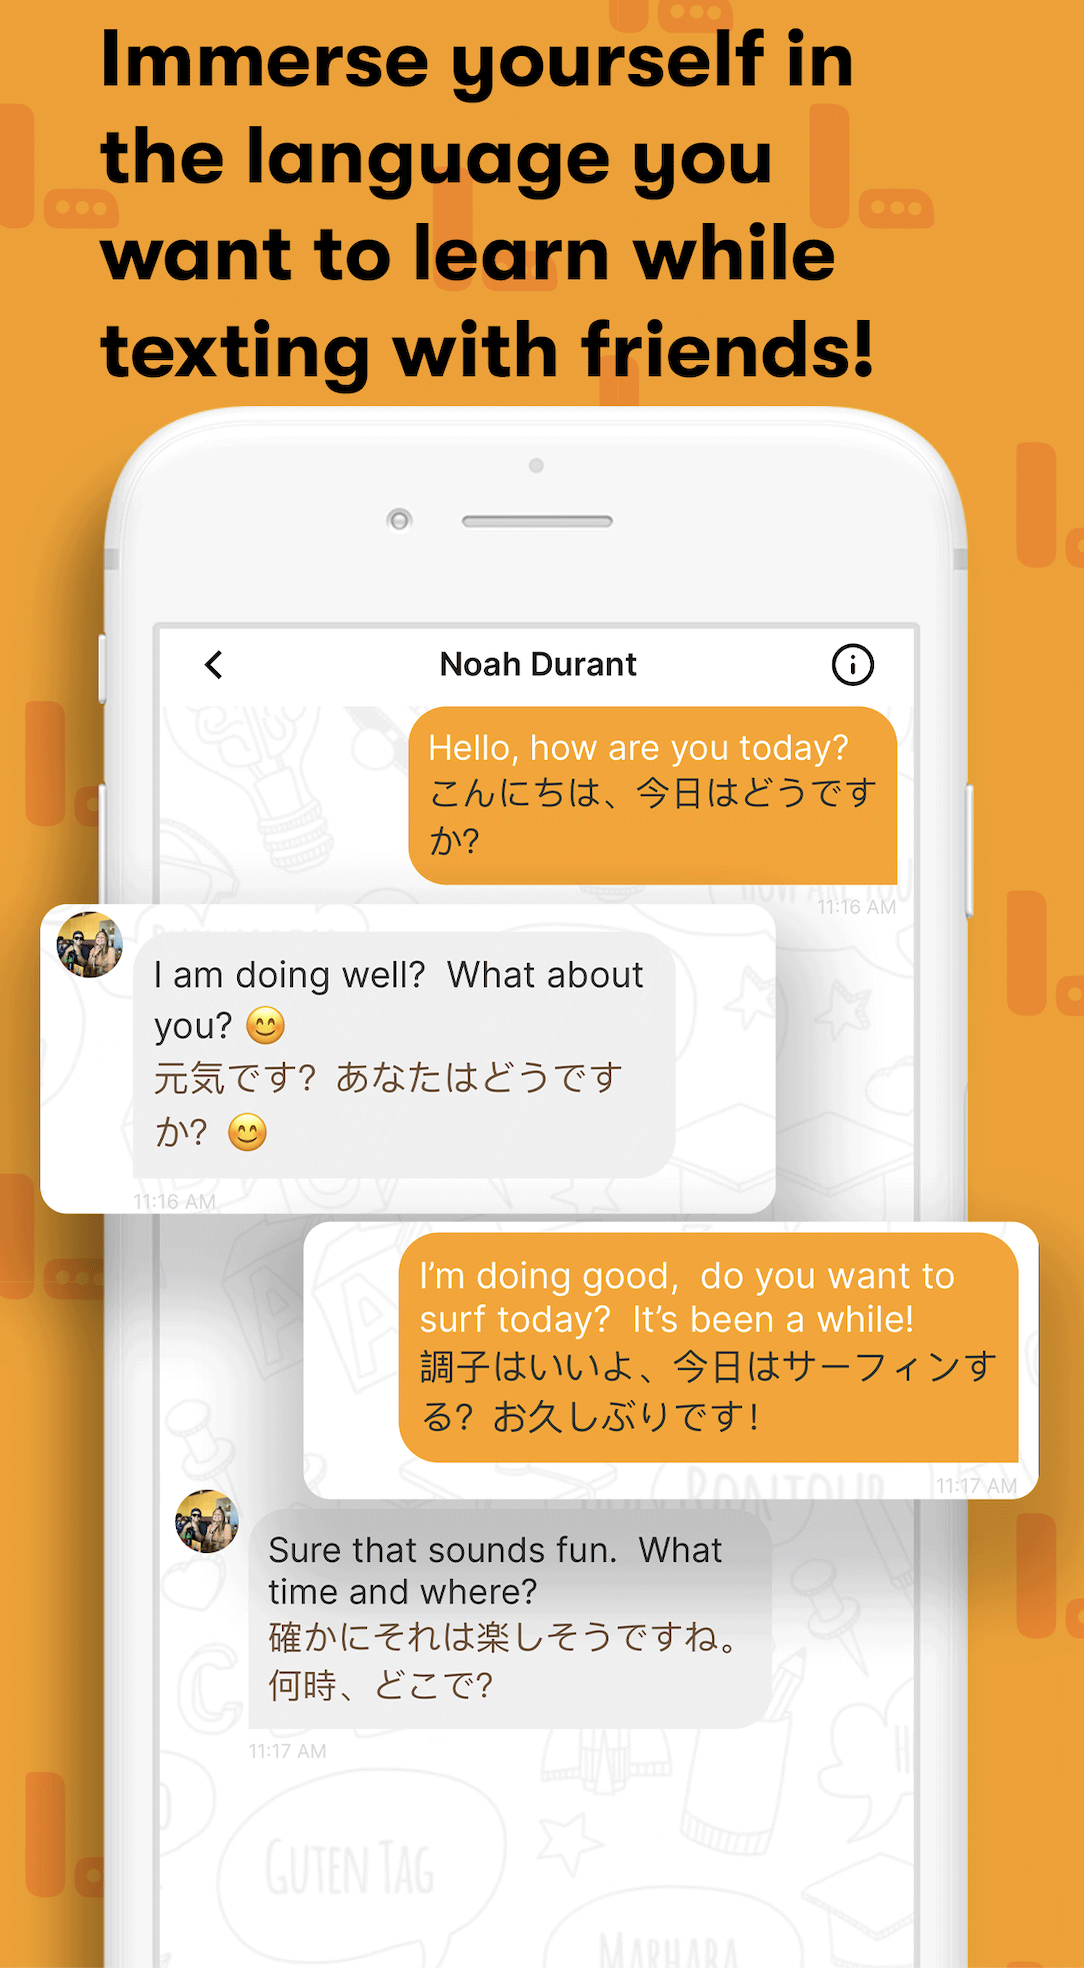 Immerse yourself in
the language you
want to learn while
texting with friends!
Noah Durant
Hello, how are you today?
こんにちは、今日はどうです
か?
HOW ARE YOU
11:16 AM
I am doing well?  What about
you? 😊
元気です?  あなたはどうです
か?  😊
11:16 AM
I'm doing good,  do you want to
surf today?  It's been a while!
調子はいいよ、今日はサーフィンす
る?  お久しぶりです!
BONJOUR
11:17 AM
Sure that sounds fun.  What
time and where?
確かにそれは楽しそうですね。
何時、どこで?
11:17 AM
GUTEN TAG
MARHABA